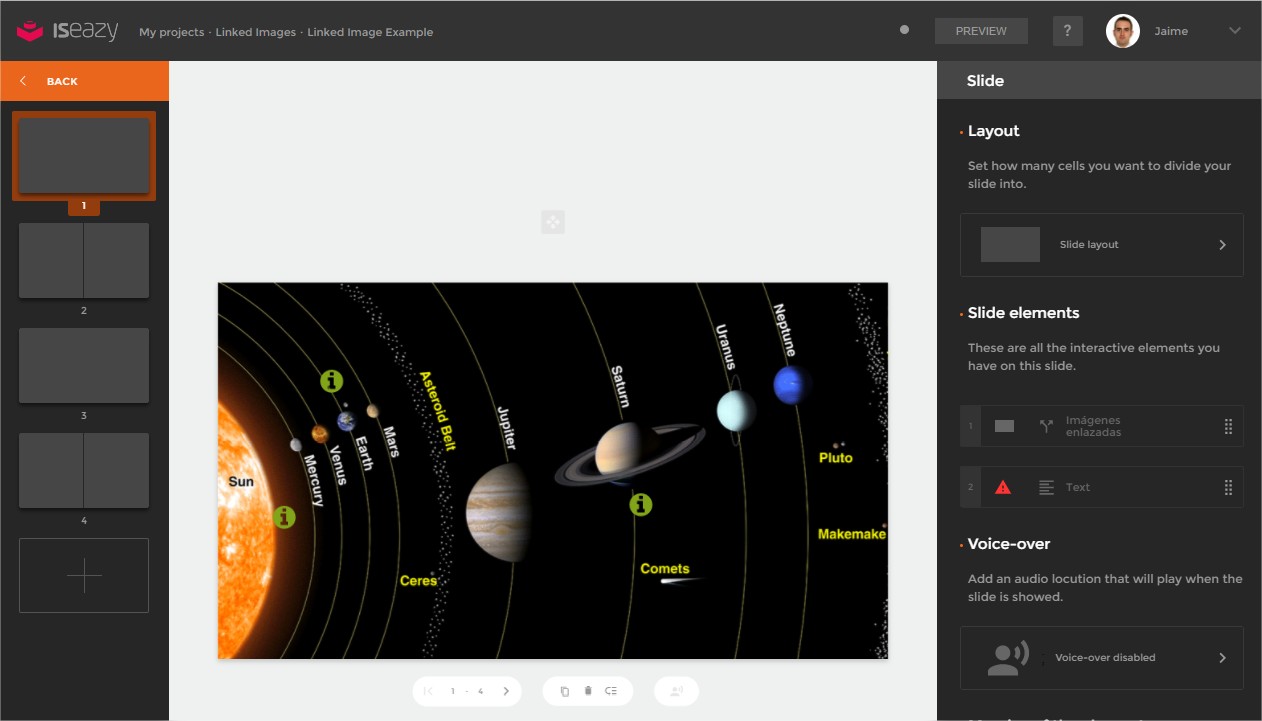 ISEAZY
My projects · Linked Images · Linked Image Example
PREVIEW
?
Jaime
BACK
1
2
3
4
Sun
Mercury
Venus
Earth
Mars
Asteroid Belt
Ceres
Jupiter
Saturn
Comets
Uranus
Neptune
Pluto
Makemake
1 - 4
Slide
Layout
Set how many cells you want to divide your
slide into.
Slide layout
Slide elements
These are all the interactive elements you
have on this slide.
1
Imágenes
enlazadas
2
Text
Voice-over
Add an audio locution that will play when the
slide is showed.
Voice-over disabled